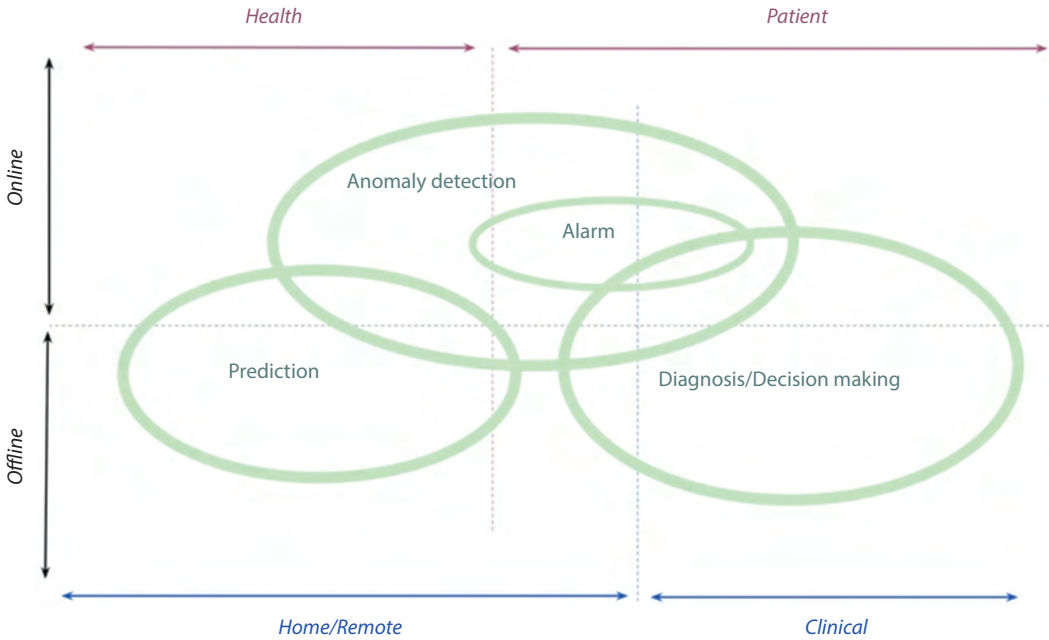 Health
Patient
Online
Anomaly detection
Alarm
Prediction
Diagnosis/Decision making
Offline
Home/Remote
Clinical